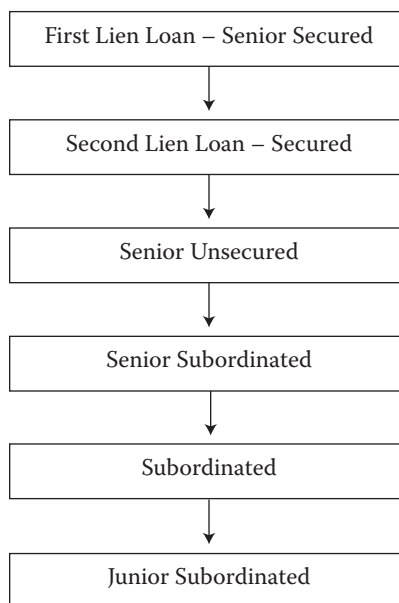 First Lien Loan – Senior Secured
Second Lien Loan – Secured
Senior Unsecured
Senior Subordinated
Subordinated
Junior Subordinated